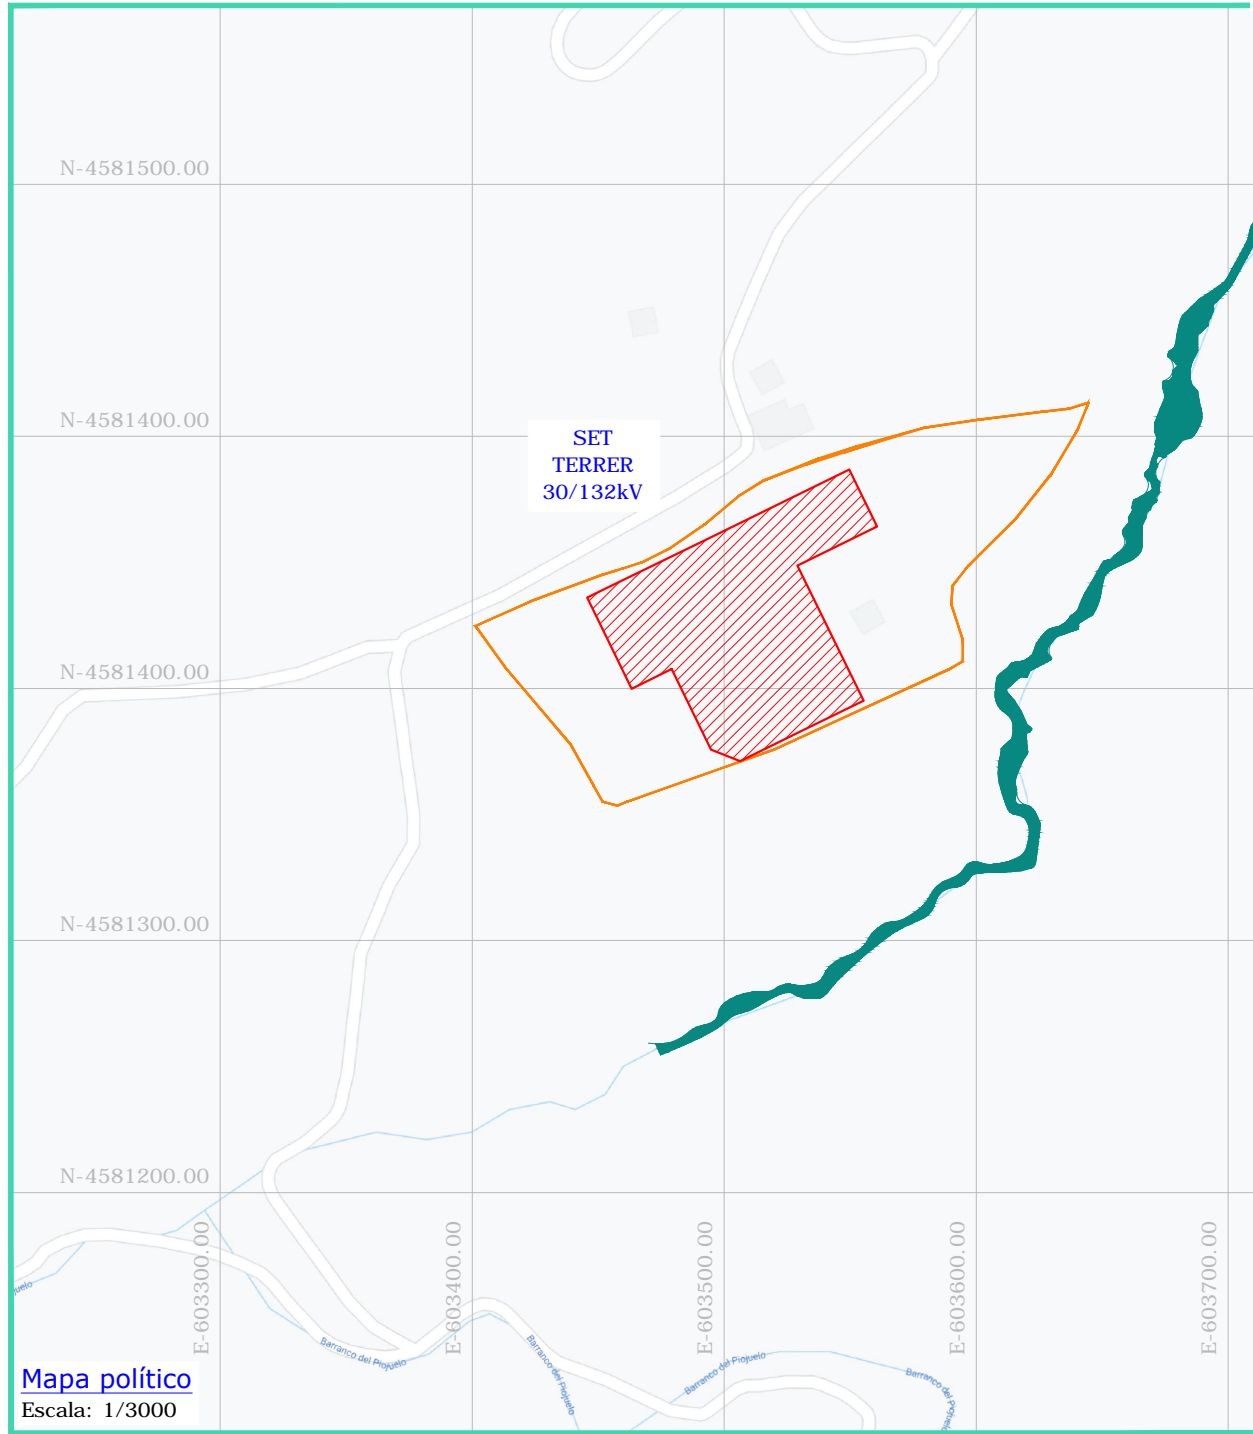 N-4581500.00
N-4581400.00
SET
TERRER
30/132kV
N-4581400.00
N-4581300.00
N-4581200.00
E-603300.00
E-603400.00
E-603500.00
E-603600.00
E-603700.00
juelo
Barranco del Piojuelo
Barranco del Piojuelo
Barranco del Piojuelo
Barranco del Pioj
Mapa político
Escala: 1/3000